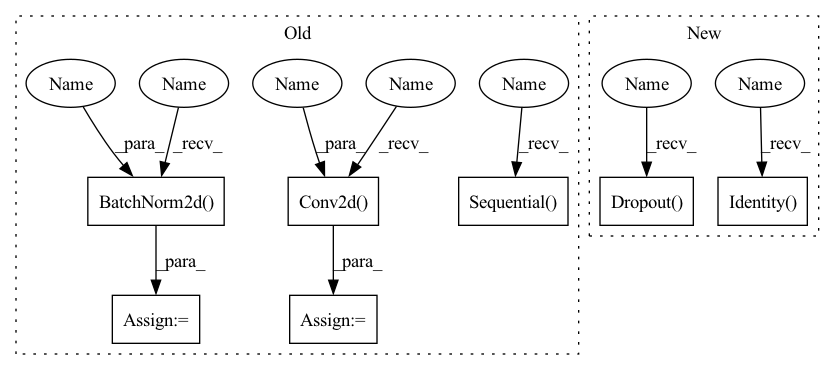 Old
New
Name
Name
Name
Name
Name
Name
Name
_para_
_recv_
_para_
_recv_
_recv_
_recv_
_recv_
BatchNorm2d()
Conv2d()
Sequential()
Dropout()
Identity()
_para_
_para_
Assign:=
Assign:=